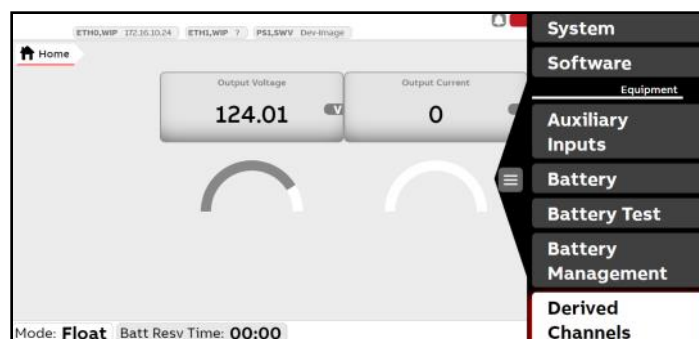 ETH0,WIP 172.16.10.24 ETH1,WIP ? PS1,SWV Dev-Image
Home
Output Voltage
124.01 V
Output Current
0
Mode: Float Batt Resv Time: 00:00
System
Software
Equipment
Auxiliary
Inputs
Battery
Battery Test
Battery
Management
Derived
Channels